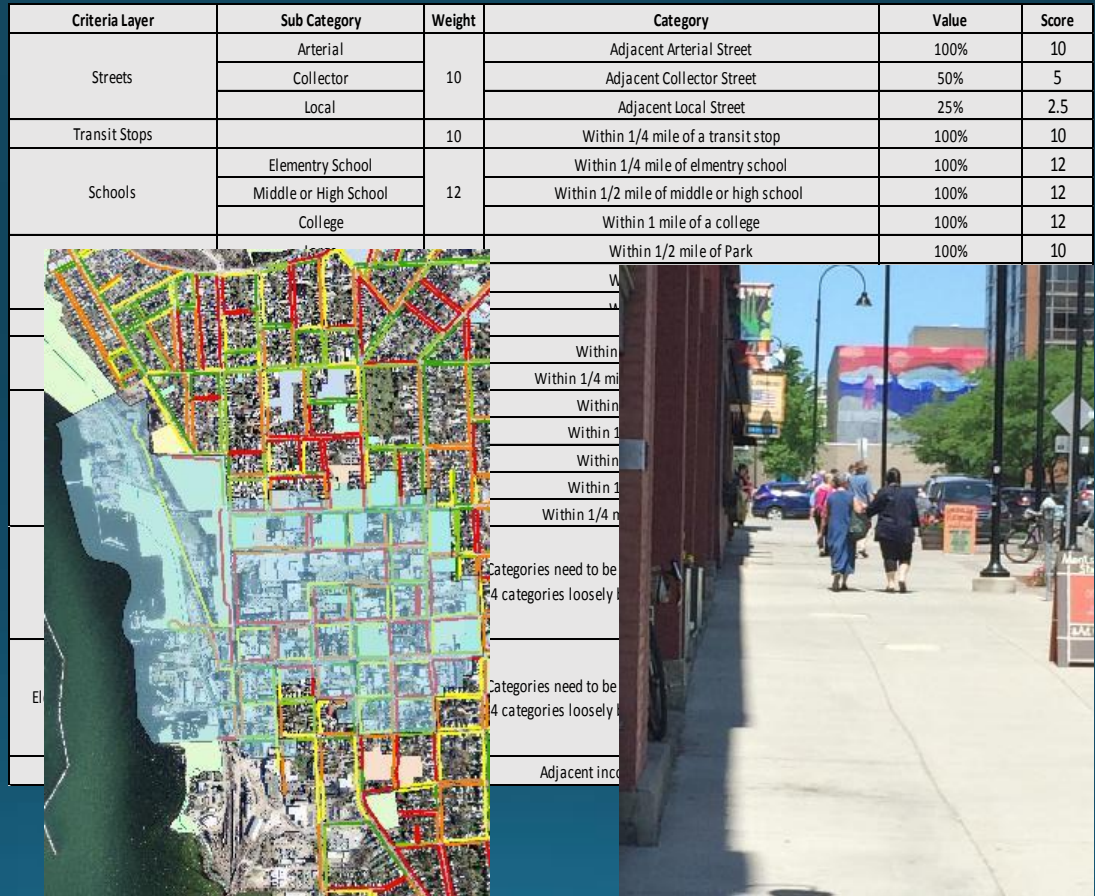 Criteria Layer Sub Category Weight Category Value Score
Streets Arterial 10 Adjacent Arterial Street 100% 10
Collector Adjacent Collector Street 50% 5
Local Adjacent Local Street 25% 2.5
Transit Stops 10 Within 1/4 mile of a transit stop 100% 10
Schools Elementry School 12 Within 1/4 mile of elmentry school 100% 12
Middle or High School Within 1/2 mile of middle or high school 100% 12
College Within 1 mile of a college 100% 12
Within 1/2 mile of Park 100% 10
W
Within
Within 1/4 mi
Within
Within 1
Within
Within 1
Within 1/4 m
Categories need to be
4 categories loosely
Categories need to be
El
4 categories loosely
Adjacent inco